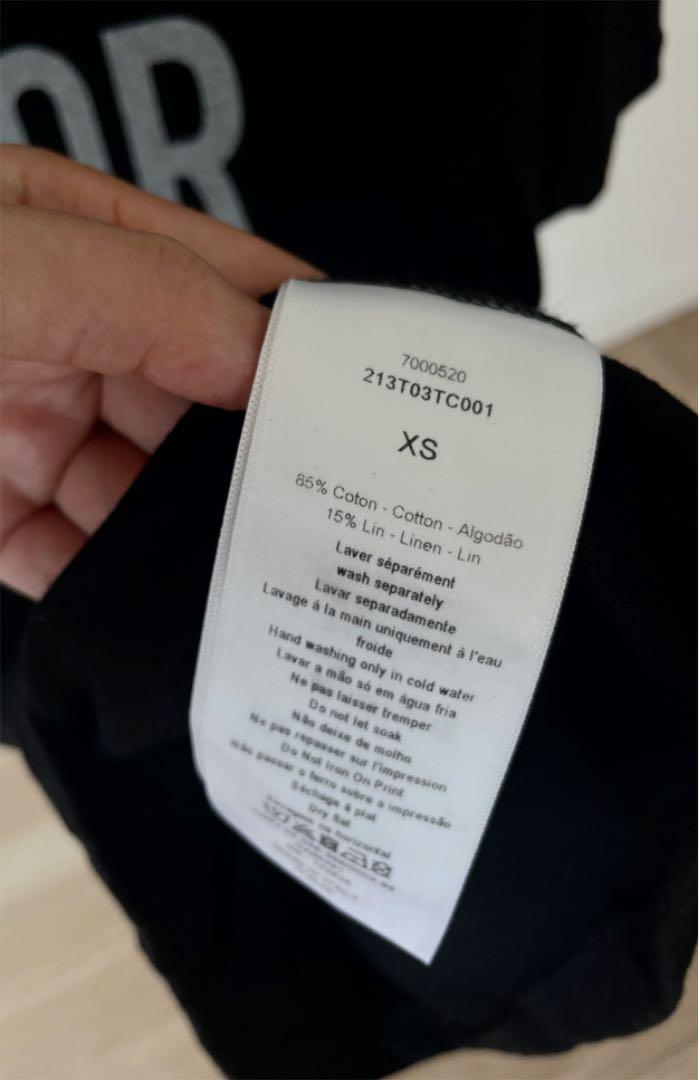 OR
7000520
213T03TC001
XS
85% Coton - Cotton - Algodão
15% Lin - Linen - Lin
Laver séparément
wash separately
Lavar separadamente
Lavage á la main uniquement á l'eau
froide
Hand washing only in cold water
Lavar a mão só em água fria
Ne pas laisser tremper
Do not let soak
Não deixe de molho
Ne pas repasser sur l'impression
Do Not Iron On Print
não passar o ferro sobre a impressão
Séchage á plat
Dry flat
horizontal